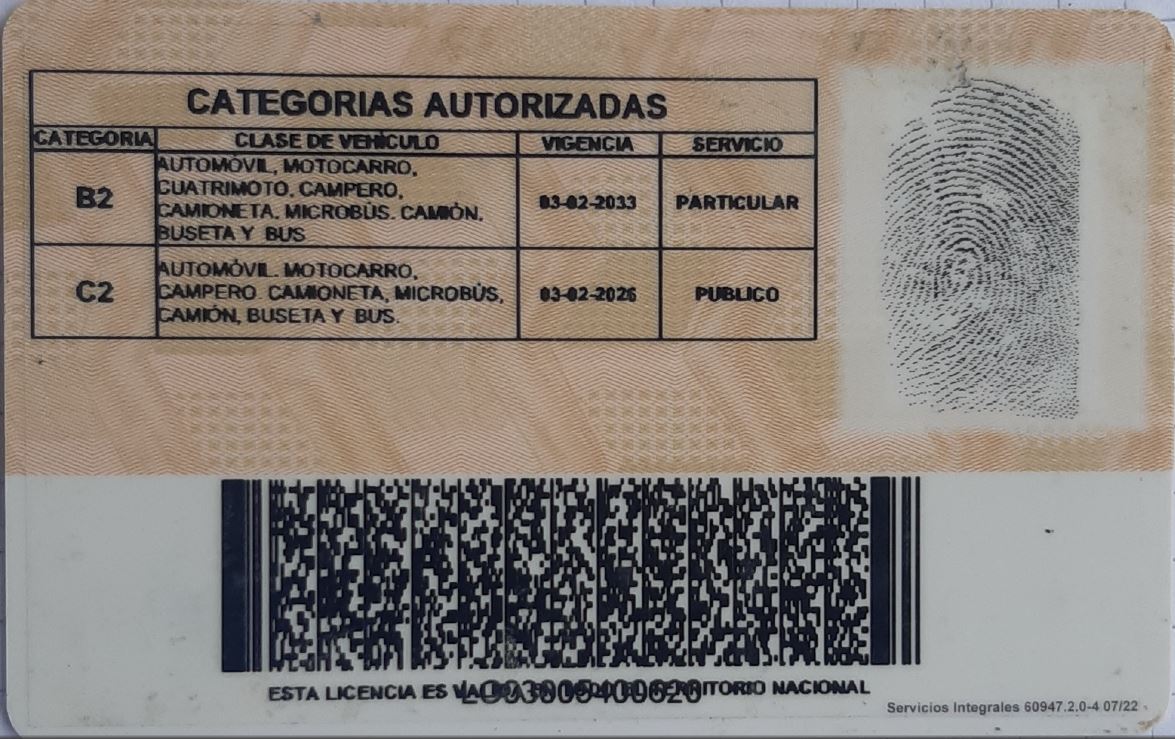 CATEGORIAS AUTORIZADAS
CATEGORIA CLASE DE VEHÍCULO VIGENCIA SERVICIO
B2
AUTOMÓVIL, MOTOCARRO,
CUATRIMOTO, CAMPERO,
CAMIONETA, MICROBÚS. CAMIÓN,
BUSETA Y BUS
03-02-2033
PARTICULAR
C2
AUTOMÓVIL. MOTOCARRO,
CAMPERO CAMIONETA, MICROBÚS,
CAMIÓN, BUSETA Y BUS.
03-02-2026
PUBLICO
ESTA LICENCIA ES TERRITORIO NACIONAL
Servicios Integrales 60947.2.0-4 07/22